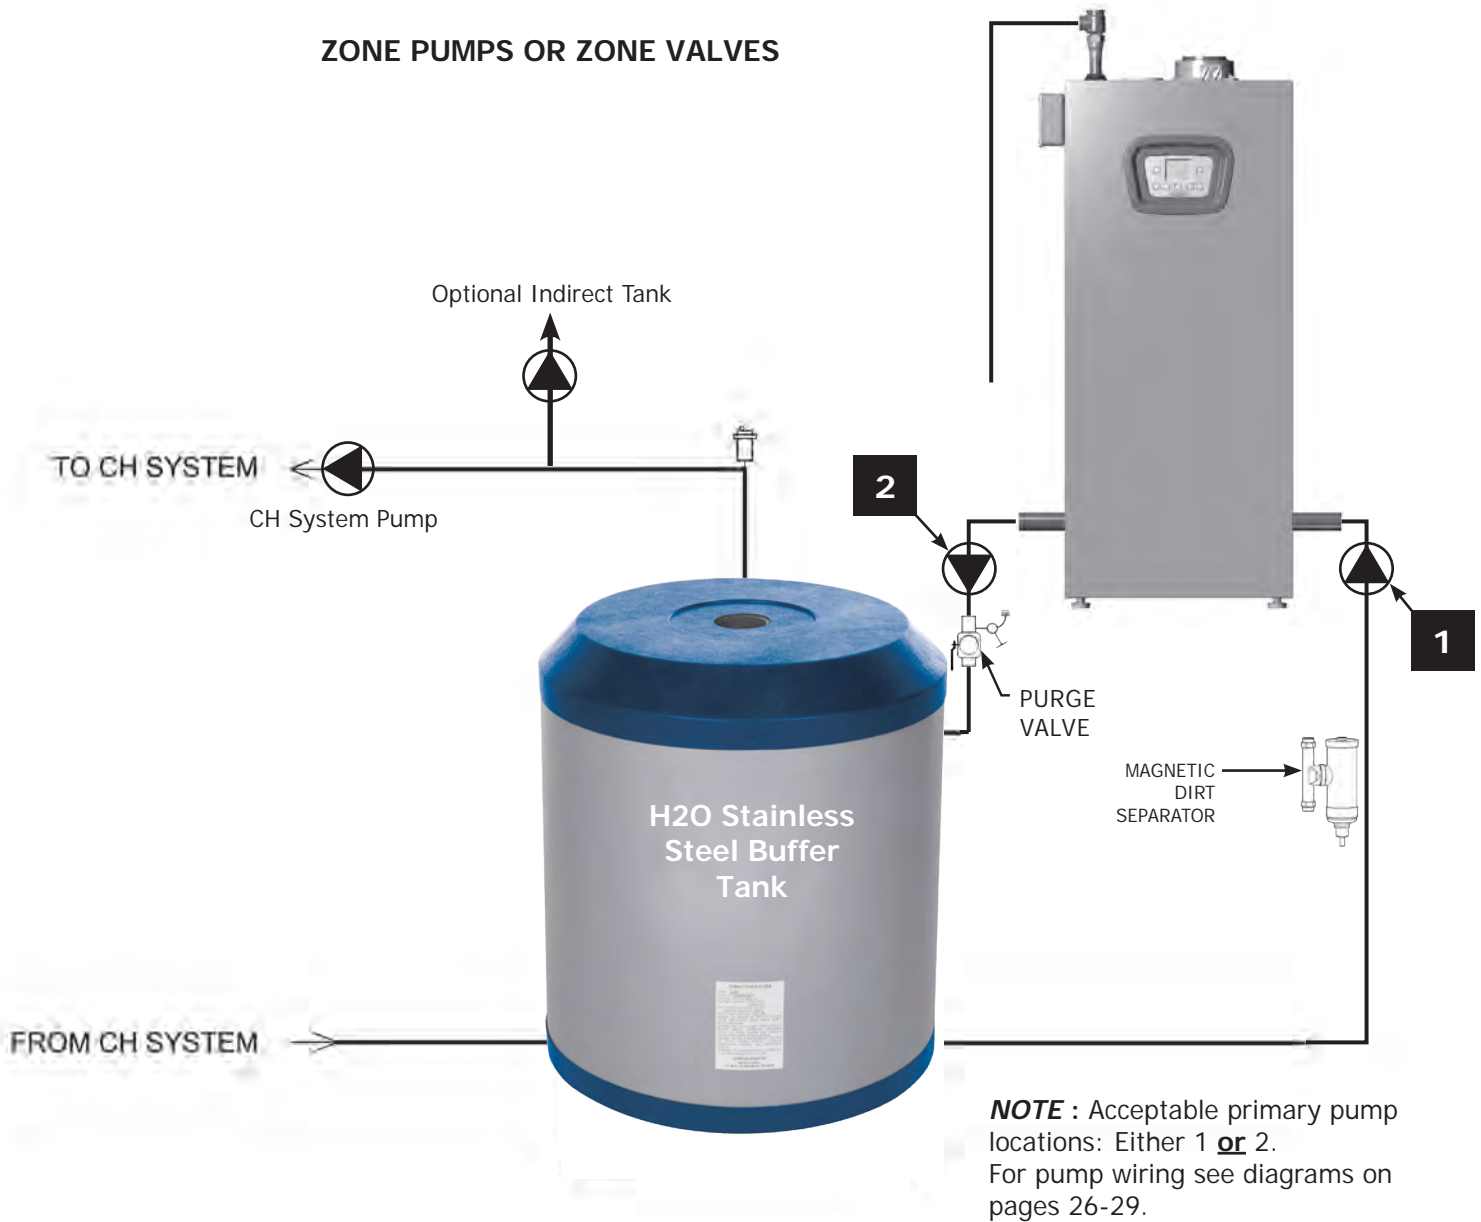 ZONE PUMPS OR ZONE VALVES
Optional Indirect Tank
TO CH SYSTEM
CH System Pump
2
1
PURGE
VALVE
MAGNETIC
DIRT
SEPARATOR
H2O Stainless
Steel Buffer
Tank
FROM CH SYSTEM
NOTE : Acceptable primary pump
locations: Either 1 or 2.
For pump wiring see diagrams on
pages 26-29.